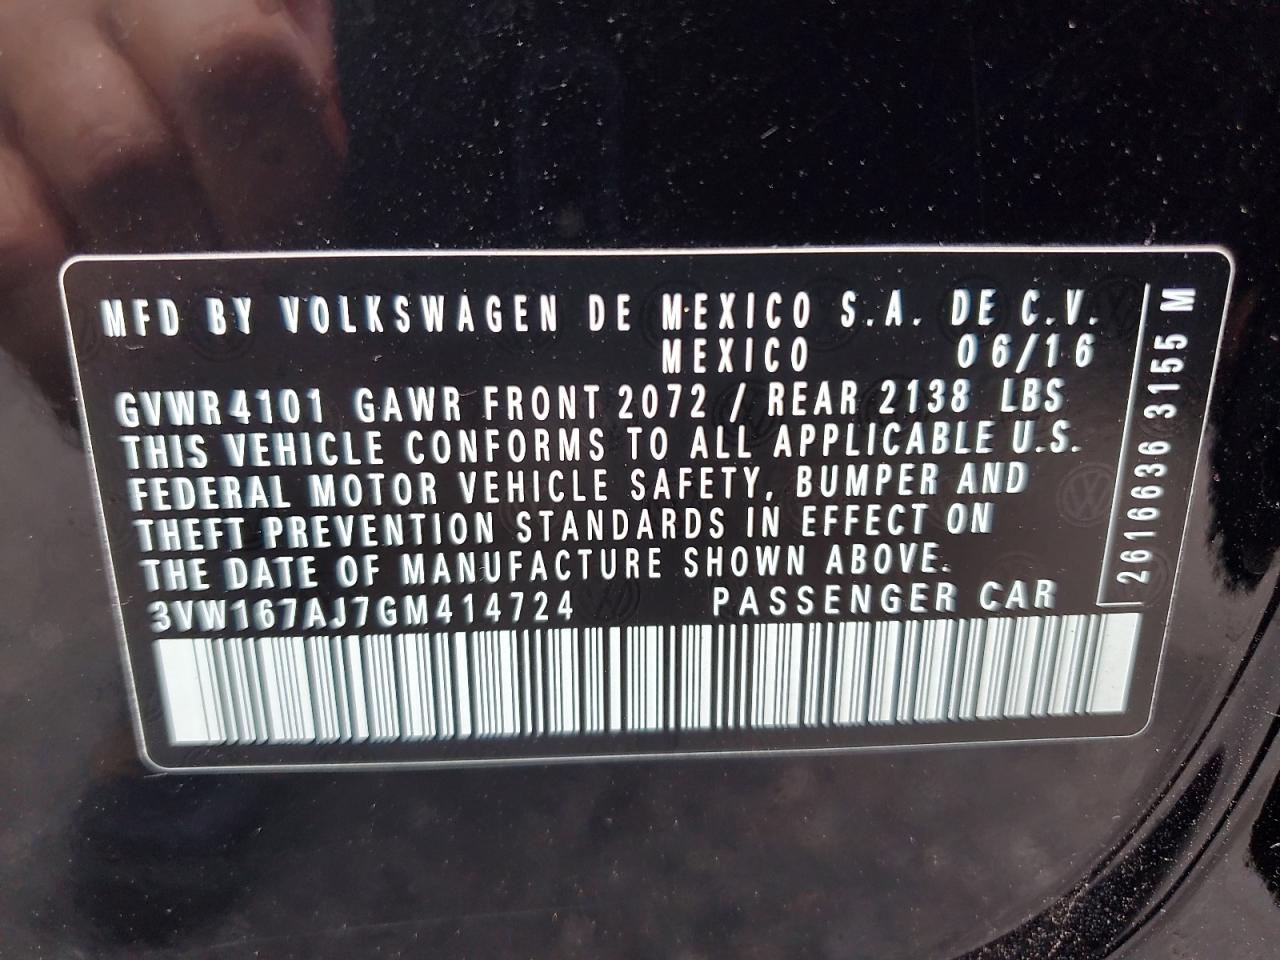 MFD BY VOLKSWAGEN DE MEXICO S.A. DE C.V.
MEXICO 06/16
GVWR 4101 GAWR FRONT 2072 / REAR 2138 LBS
THIS VEHICLE CONFORMS TO ALL APPLICABLE U.S.
FEDERAL MOTOR VEHICLE SAFETY, BUMPER AND
THEFT PREVENTION STANDARDS IN EFFECT ON
THE DATE OF MANUFACTURE SHOWN ABOVE.
3VW167AJ7GM414724 PASSENGER CAR
2616636 3155 M